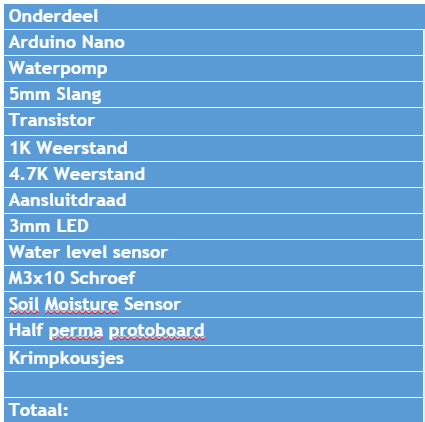 Onderdeel
Arduino Nano
Waterpomp
5mm Slang
Transistor
1K Weerstand
4.7K Weerstand
Aansluitdraad
3mm LED
Water level sensor
M3x10 Schroef
Soil Moisture Sensor
Half perma protoboard
Krimpkousjes
Totaal: